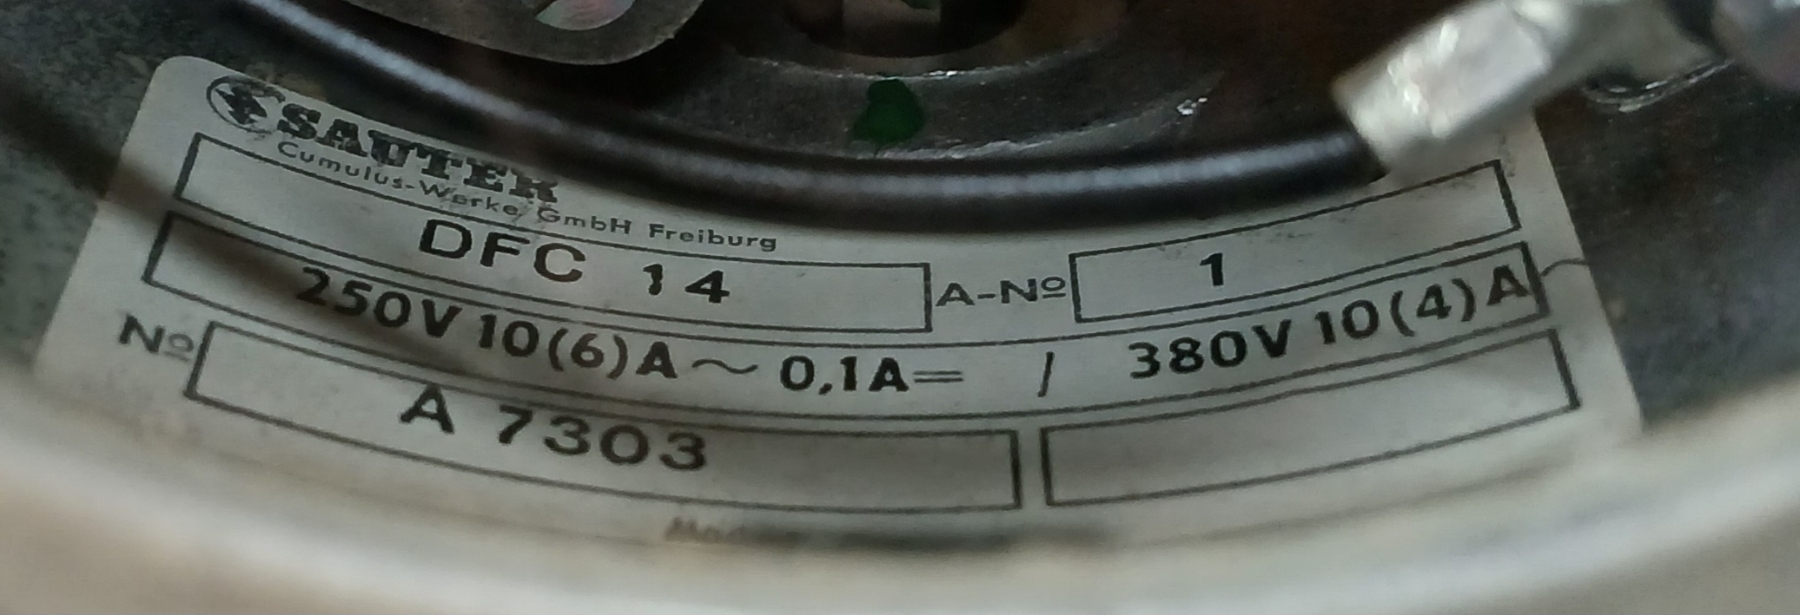 SAUTER
Cumulus-Werke GmbH Freiburg
DFC 14 A-Nº 1
250V 10(6)A~ 0,1A= / 380V 10(4)A
Nº A 7303